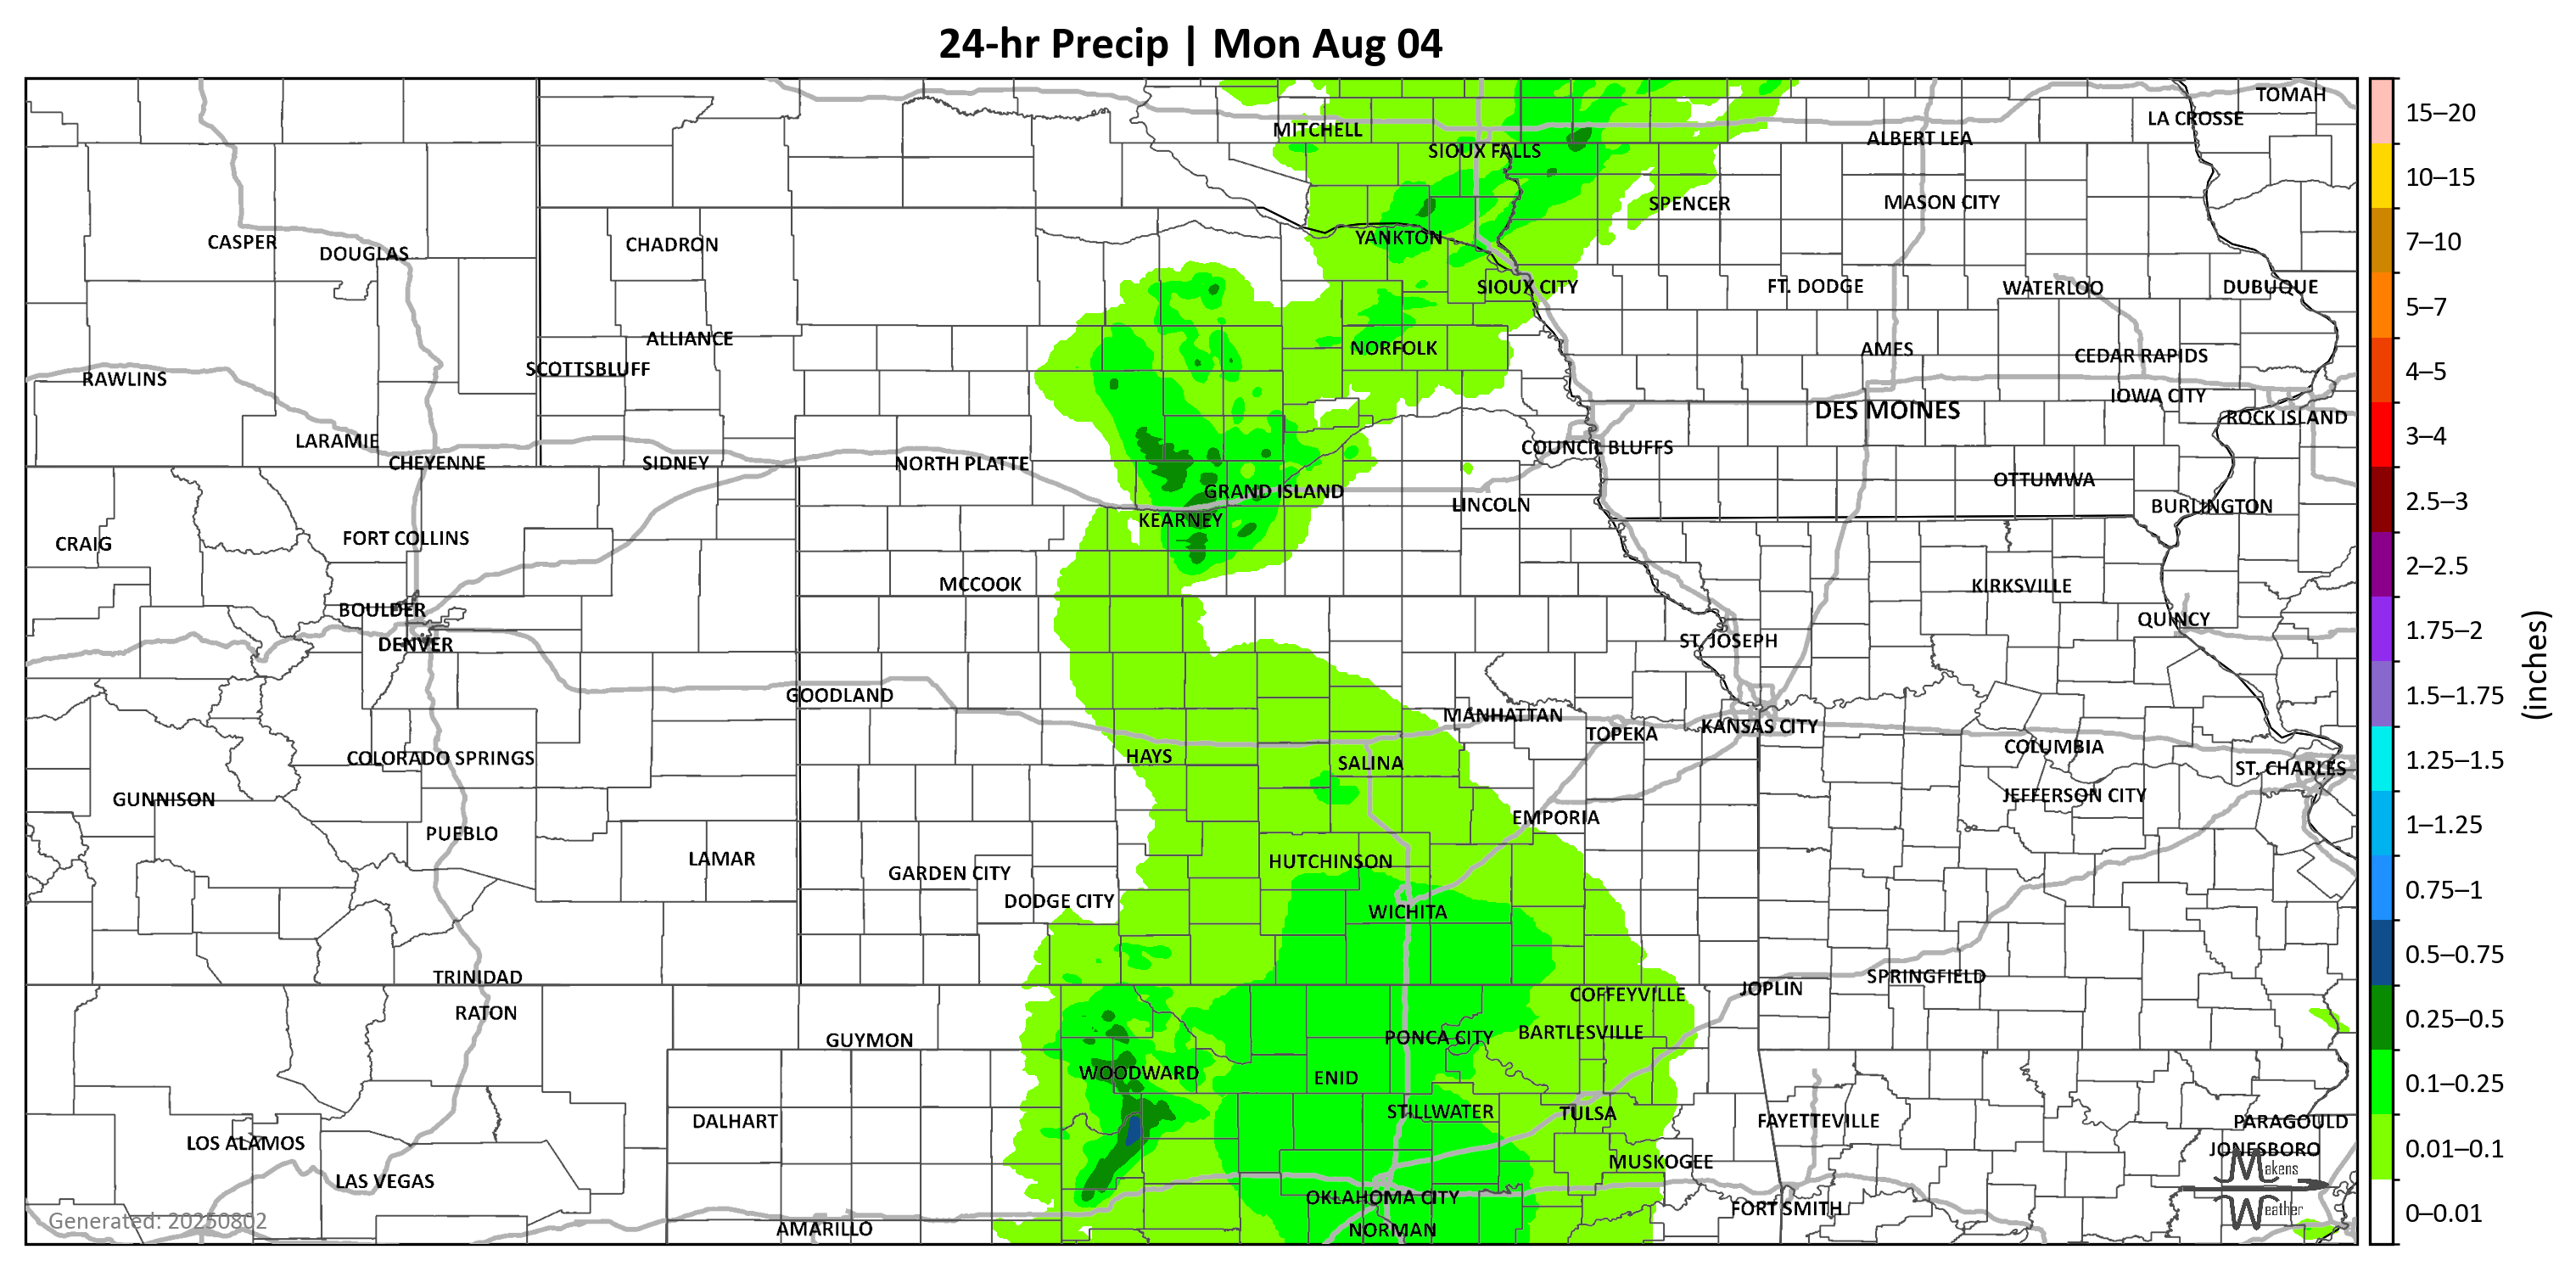 24-hr Precip | Mon Aug 04
TOMAH
LA CROSSE
MITCHELL
ALBERT LEA
SIOUX FALLS
SPENCER
MASON CITY
CASPER
DOUGLAS
CHADRON
YANKTON
SIOUX CITY
FT. DODGE
WATERLOO
DUBUQUE
ALLIANCE
NORFOLK
AMES
CEDAR RAPIDS
SCOTTSBLUFF
RAWLINS
IOWA CITY
DES MOINES
ROCK ISLAND
LARAMIE
COUNCIL BLUFFS
CHEYENNE
SIDNEY
NORTH PLATTE
OTTUMWA
GRAND ISLAND
LINCOLN
BURLINGTON
KEARNEY
CRAIG
FORT COLLINS
MCCOOK
KIRKSVILLE
BOULDER
QUINCY
DENVER
ST. JOSEPH
GOODLAND
MANHATTAN
TOPEKA
KANSAS CITY
COLUMBIA
HAYS
COLORADO SPRINGS
SALINA
ST. CHARLES
GUNNISON
JEFFERSON CITY
EMPORIA
PUEBLO
LAMAR
HUTCHINSON
GARDEN CITY
DODGE CITY
WICHITA
TRINIDAD
SPRINGFIELD
JOPLIN
COFFEYVILLE
RATON
BARTLESVILLE
GUYMON
PONCA CITY
WOODWARD
ENID
STILLWATER
TULSA
DALHART
FAYETTEVILLE
PARAGOULD
LOS ALAMOS
JONESBORO
MUSKOGEE
LAS VEGAS
OKLAHOMA CITY
FORT SMITH
AMARILLO
NORMAN
Generated: 20250802
Makens
Weather
15–20
10–15
7–10
5–7
4–5
3–4
2.5–3
2–2.5
1.75–2
1.5–1.75
1.25–1.5
1–1.25
0.75–1
0.5–0.75
0.25–0.5
0.1–0.25
0.01–0.1
0–0.01
(inches)